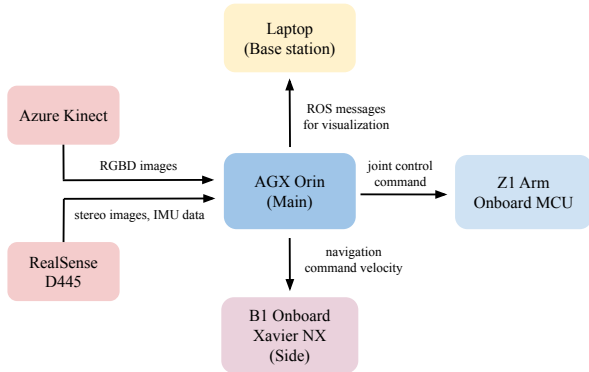 Laptop
(Base station)
ROS messages
for visualization
Azure Kinect
RGBD images
AGX Orin
(Main)
joint control
command
Z1 Arm
Onboard MCU
stereo images, IMU data
RealSense
D445
navigation
command velocity
B1 Onboard
Xavier NX
(Side)